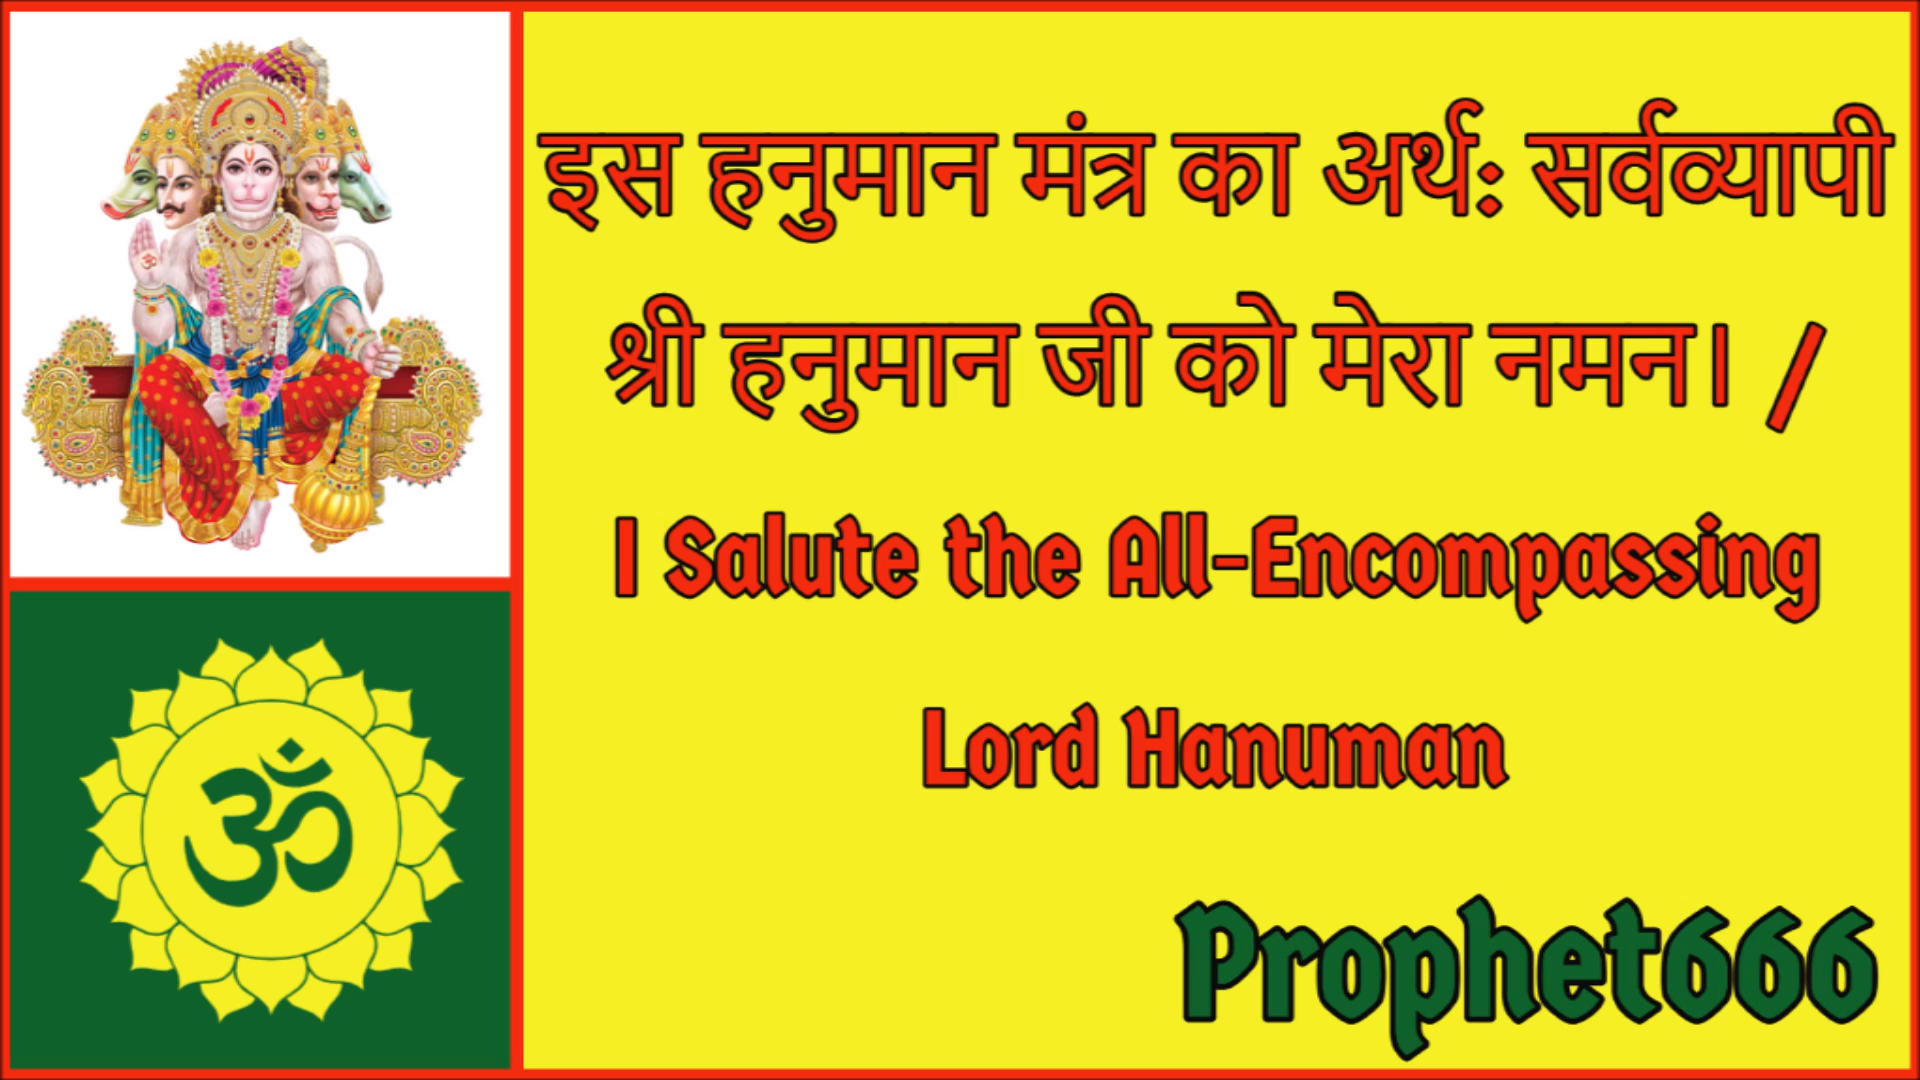 इस हनुमान मंत्र का अर्थ: सर्वव्यापी
श्री हनुमान जी को मेरा नमन। /
I Salute the All-Encompassing
Lord Hanuman
ॐ
Prophet666